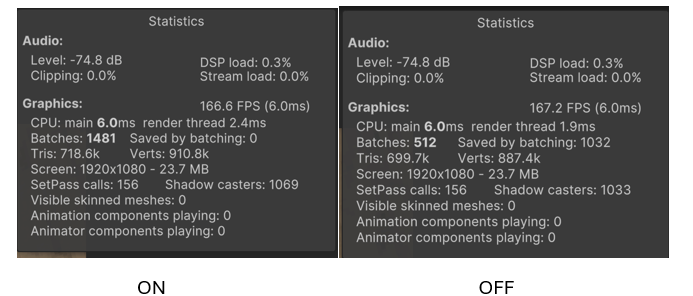 Statistics
Audio:
Level: -74.8 dB DSP load: 0.3%
Clipping: 0.0% Stream load: 0.0%
Graphics: 166.6 FPS (6.0ms)
CPU: main 6.0ms render thread 2.4ms
Batches: 1481 Saved by batching: 0
Tris: 718.6k Verts: 910.8k
Screen: 1920x1080 - 23.7 MB
SetPass calls: 156 Shadow casters: 1069
Visible skinned meshes: 0
Animation components playing: 0
Animator components playing: 0
ON
Statistics
Audio:
Level: -74.8 dB DSP load: 0.3%
Clipping: 0.0% Stream load: 0.0%
Graphics: 167.2 FPS (6.0ms)
CPU: main 6.0ms render thread 1.9ms
Batches: 512 Saved by batching: 1032
Tris: 699.7k Verts: 887.4k
Screen: 1920x1080 - 23.7 MB
SetPass calls: 156 Shadow casters: 1033
Visible skinned meshes: 0
Animation components playing: 0
Animator components playing: 0
OFF